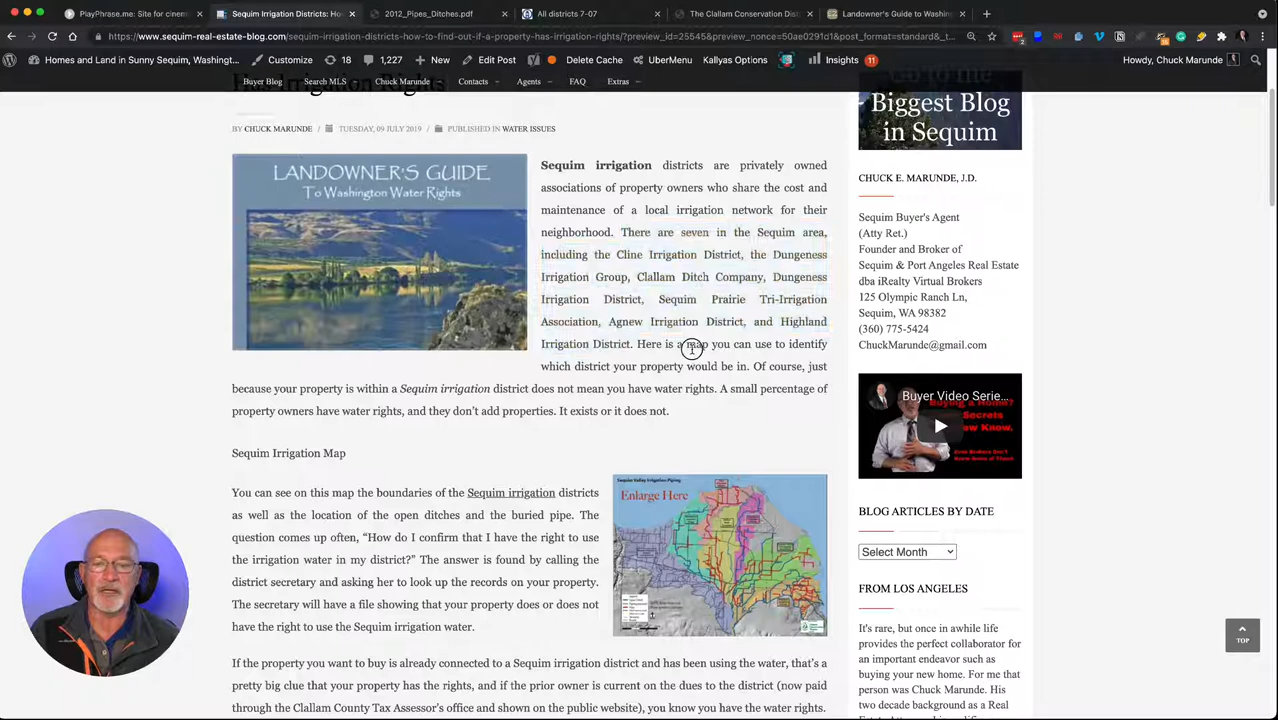 PlayPhrase.me: Site for cinem
Sequim Irrigation Districts: How
2012_Pipes_Ditches.pdf
All districts 7-07
The Clallam Conservation Dist
Landowner's Guide to Washing
https://www.sequim-real-estate-blog.com/sequim-irrigation-districts-how-to-find-out-if-a-property-has-irrigation-rights/?preview_id=25545&preview_nonce=50ae0291d1&post_format=standard&_t...
Homes and Land in Sunny Sequim, Washingt...
Customize
18
1,227
New
Edit Post
Delete Cache
UberMenu
Kallyas Options
Insights
11
Howdy, Chuck Marunde
Buyer Blog
Search MLS
Chuck Marunde
Contacts
Agents
FAQ
Extras
BY CHUCK MARUNDE / TUESDAY, 09 JULY 2019 / PUBLISHED IN WATER ISSUES
LANDOWNER'S GUIDE
To Washington Water Rights
Sequim irrigation districts are privately owned
associations of property owners who share the cost and
maintenance of a local irrigation network for their
neighborhood. There are seven in the Sequim area,
including the Cline Irrigation District, the Dungeness
Irrigation Group, Clallam Ditch Company, Dungeness
Irrigation District, Sequim Prairie Tri-Irrigation
Association, Agnew Irrigation District, and Highland
Irrigation District. Here is a map you can use to identify
which district your property would be in. Of course, just
because your property is within a Sequim irrigation district does not mean you have water rights. A small percentage of
property owners have water rights, and they don't add properties. It exists or it does not.
Sequim Irrigation Map
You can see on this map the boundaries of the Sequim irrigation districts
as well as the location of the open ditches and the buried pipe. The
question comes up often, "How do I confirm that I have the right to use
the irrigation water in my district?" The answer is found by calling the
district secretary and asking her to look up the records on your property.
The secretary will have a file showing that your property does or does not
have the right to use the Sequim irrigation water.
Sequim Valley Irrigation Piping
Enlarge Here
If the property you want to buy is already connected to a Sequim irrigation district and has been using the water, that's a
pretty big clue that your property has the rights, and if the prior owner is current on the dues to the district (now paid
through the Clallam County Tax Assessor's office and shown on the public website), you know you have the water rights.
Biggest Blog
in Sequim
CHUCK E. MARUNDE, J.D.
Sequim Buyer's Agent
(Atty Ret.)
Founder and Broker of
Sequim & Port Angeles Real Estate
dba iRealty Virtual Brokers
125 Olympic Ranch Ln,
Sequim, WA 98382
(360) 775-5424
ChuckMarunde@gmail.com
Buyer Video Serie...
BLOG ARTICLES BY DATE
Select Month
FROM LOS ANGELES
It's rare, but once in awhile life
provides the perfect collaborator for
an important endeavor such as
buying your new home. For me that
person was Chuck Marunde. His
two decade background as a Real
TOP